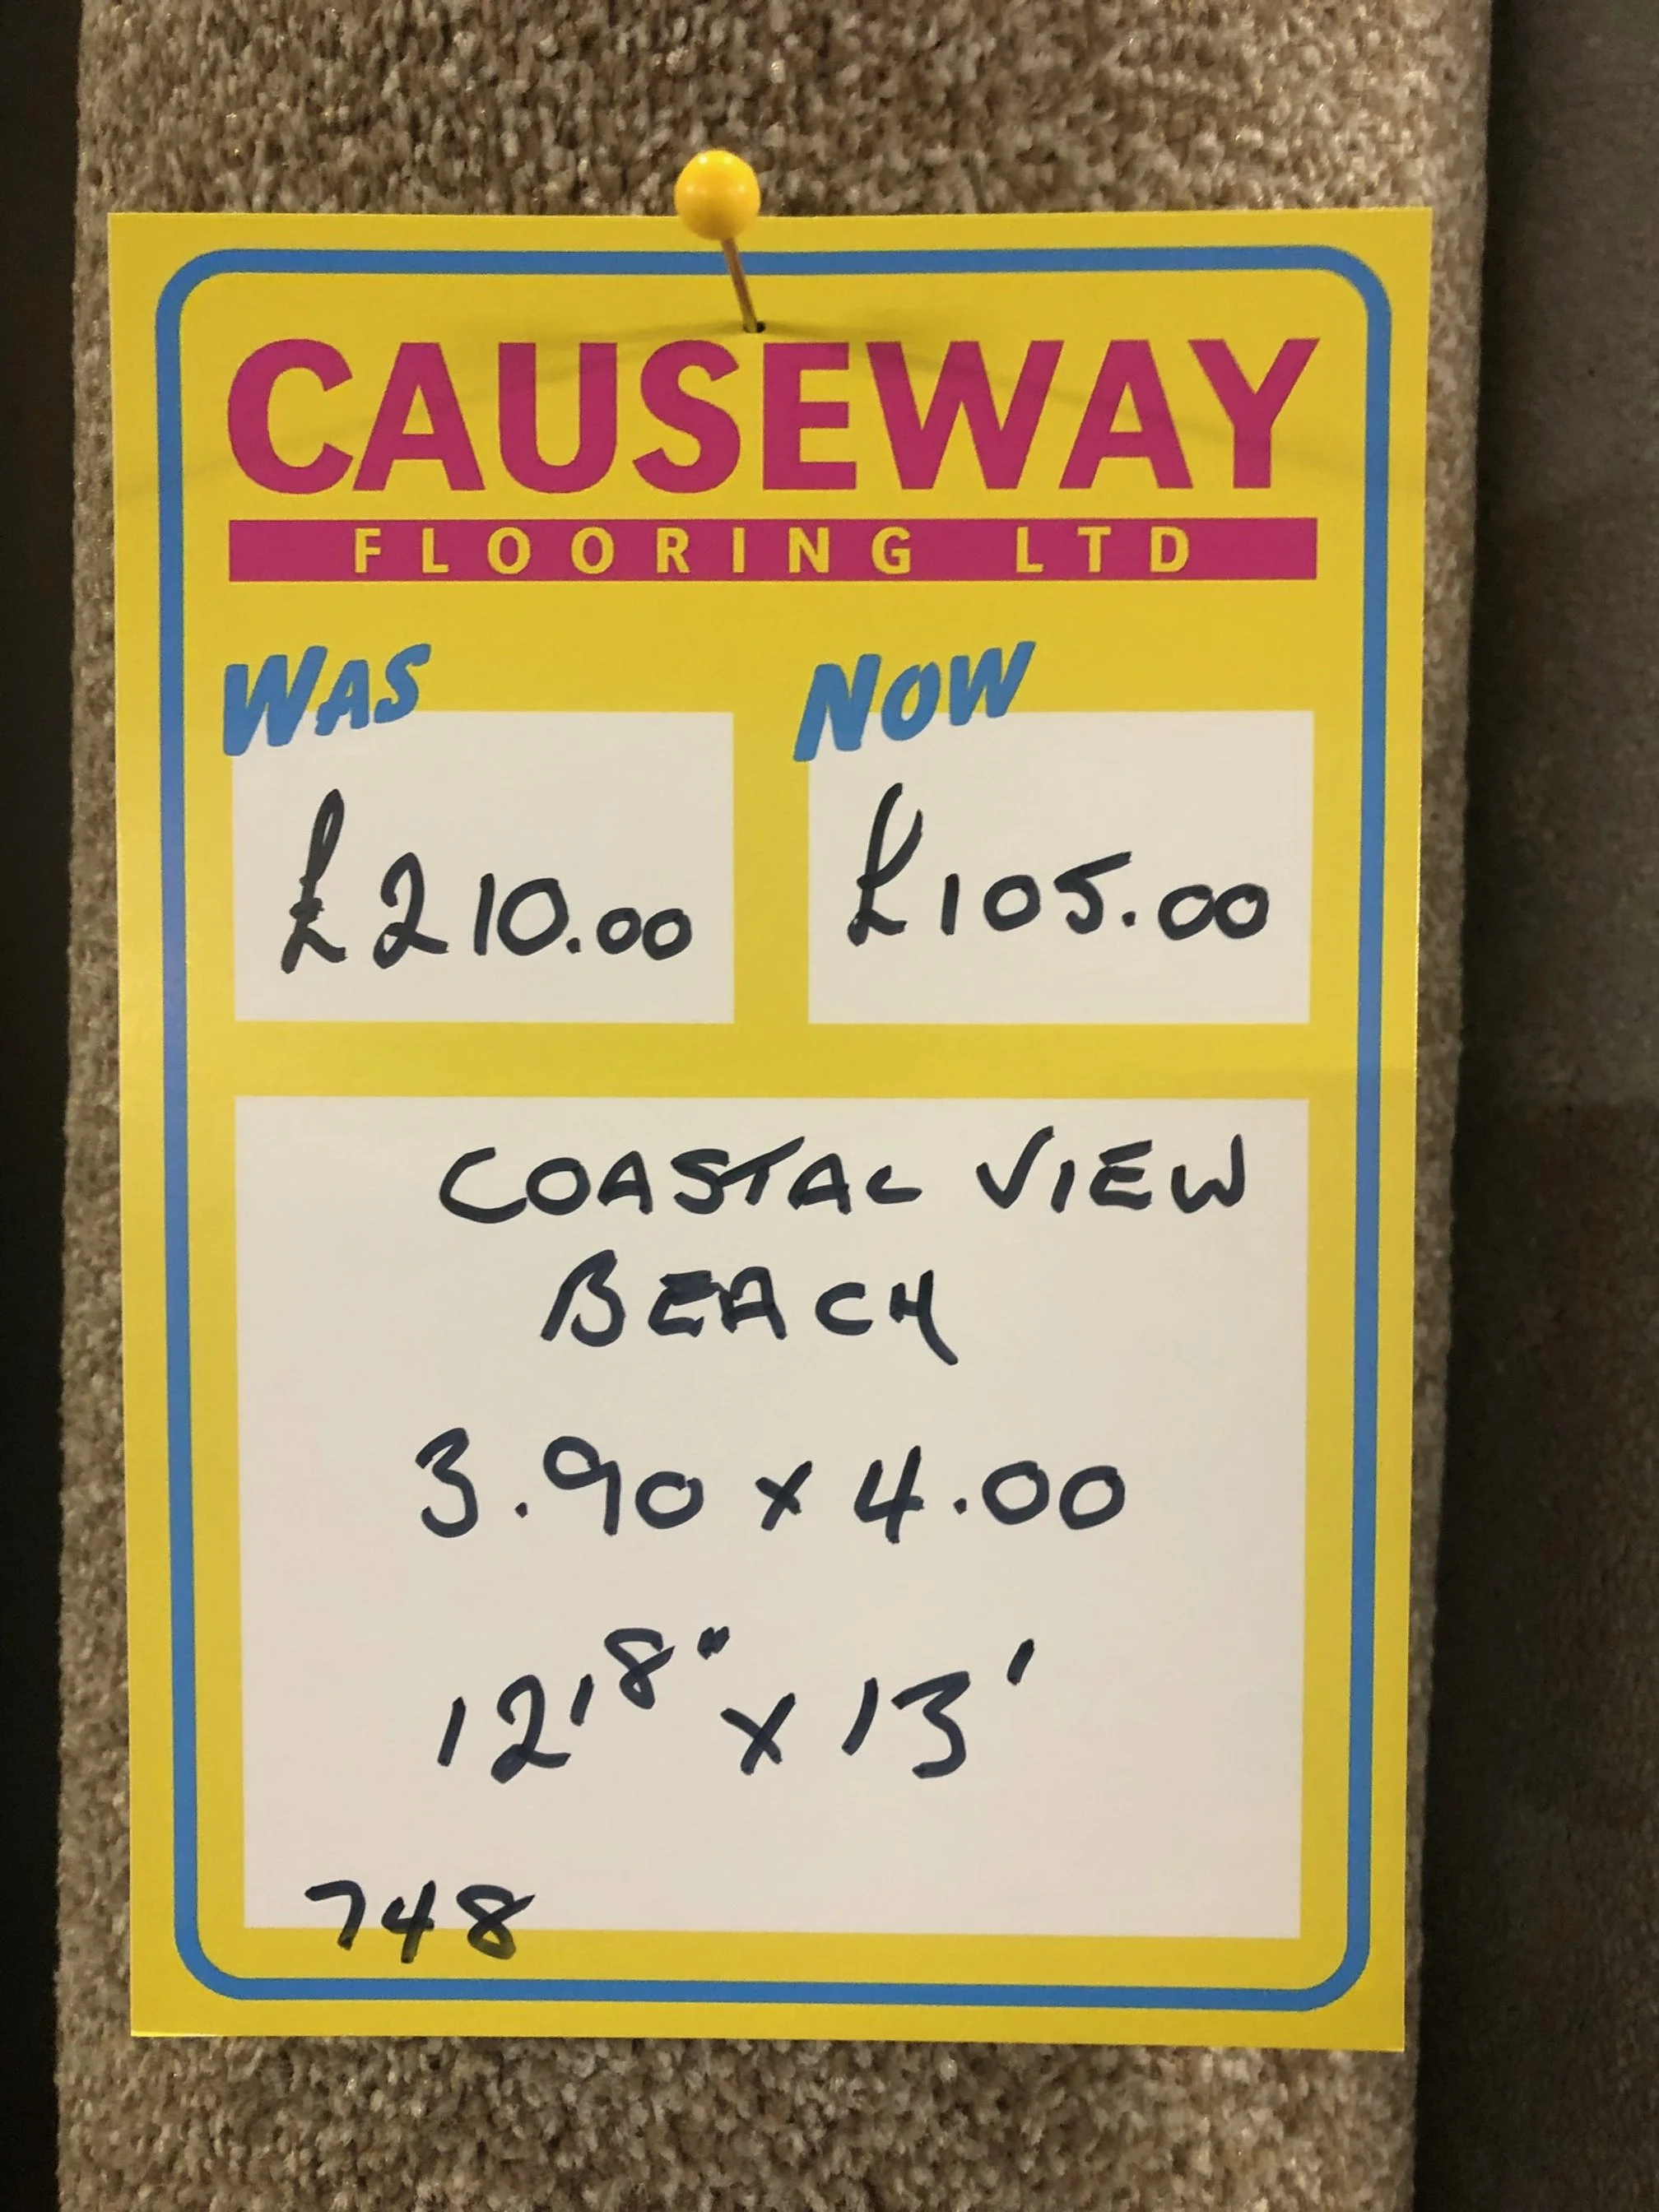 CAUSEWAY
FLOORING LTD
WAS NOW
£210.00 £105.00
COASTAL VIEW
BEACH
3.90 x 4.00
12'8" x 13'
748